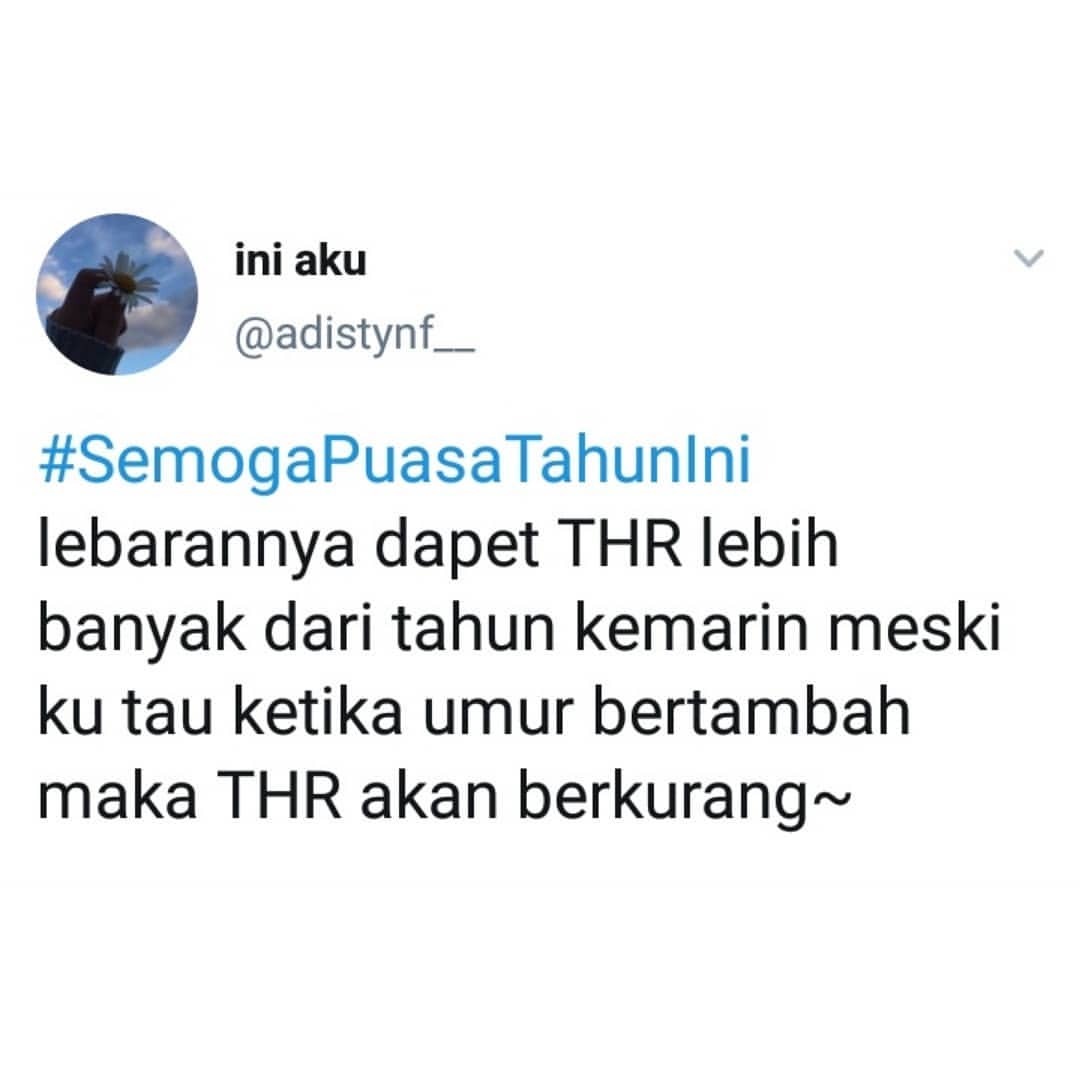 ini aku
@adistynf__
#SemogaPuasaTahunIni
lebarannya dapet THR lebih
banyak dari tahun kemarin meski
ku tau ketika umur bertambah
maka THR akan berkurang~